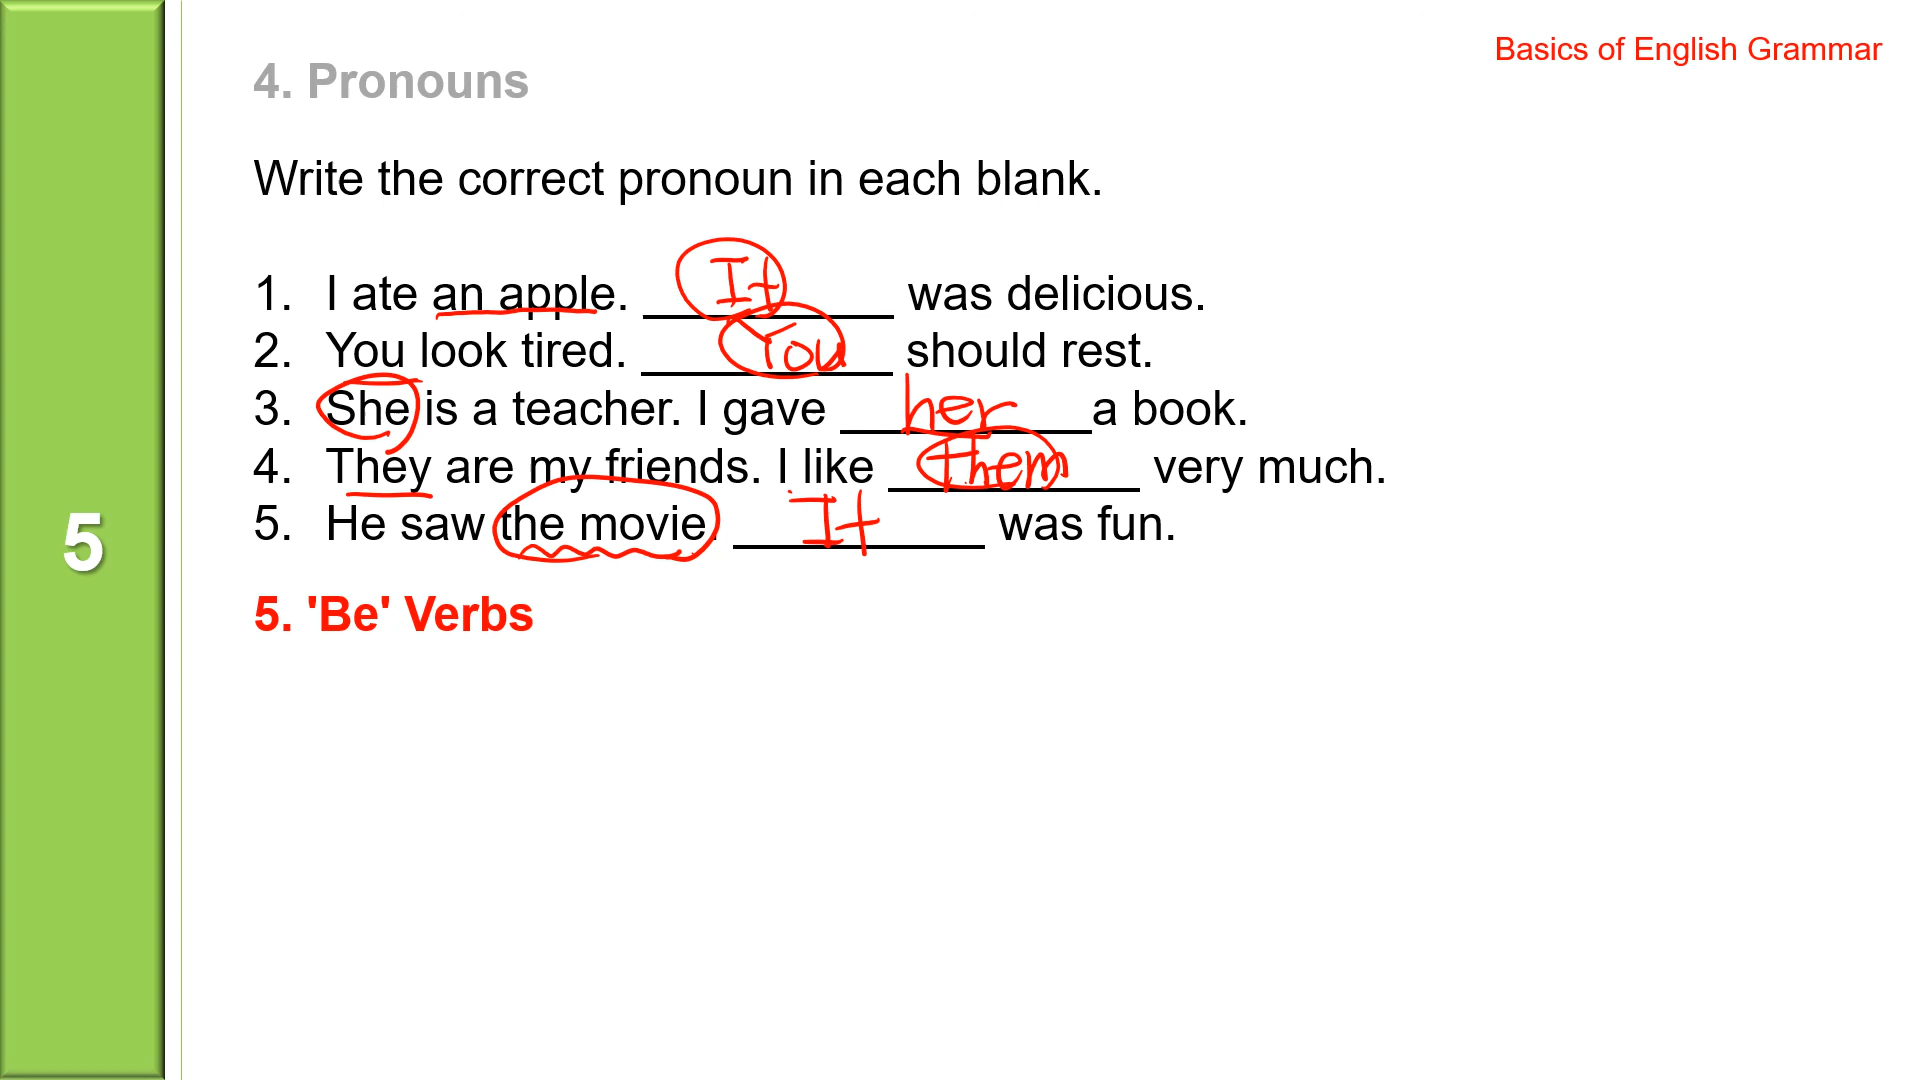 Basics of English Grammar
4. Pronouns
Write the correct pronoun in each blank.
1. I ate an apple. It was delicious.
2. You look tired. You should rest.
3. She is a teacher. I gave her a book.
4. They are my friends. I like them very much.
5. He saw the movie. It was fun.
5
5. 'Be' Verbs